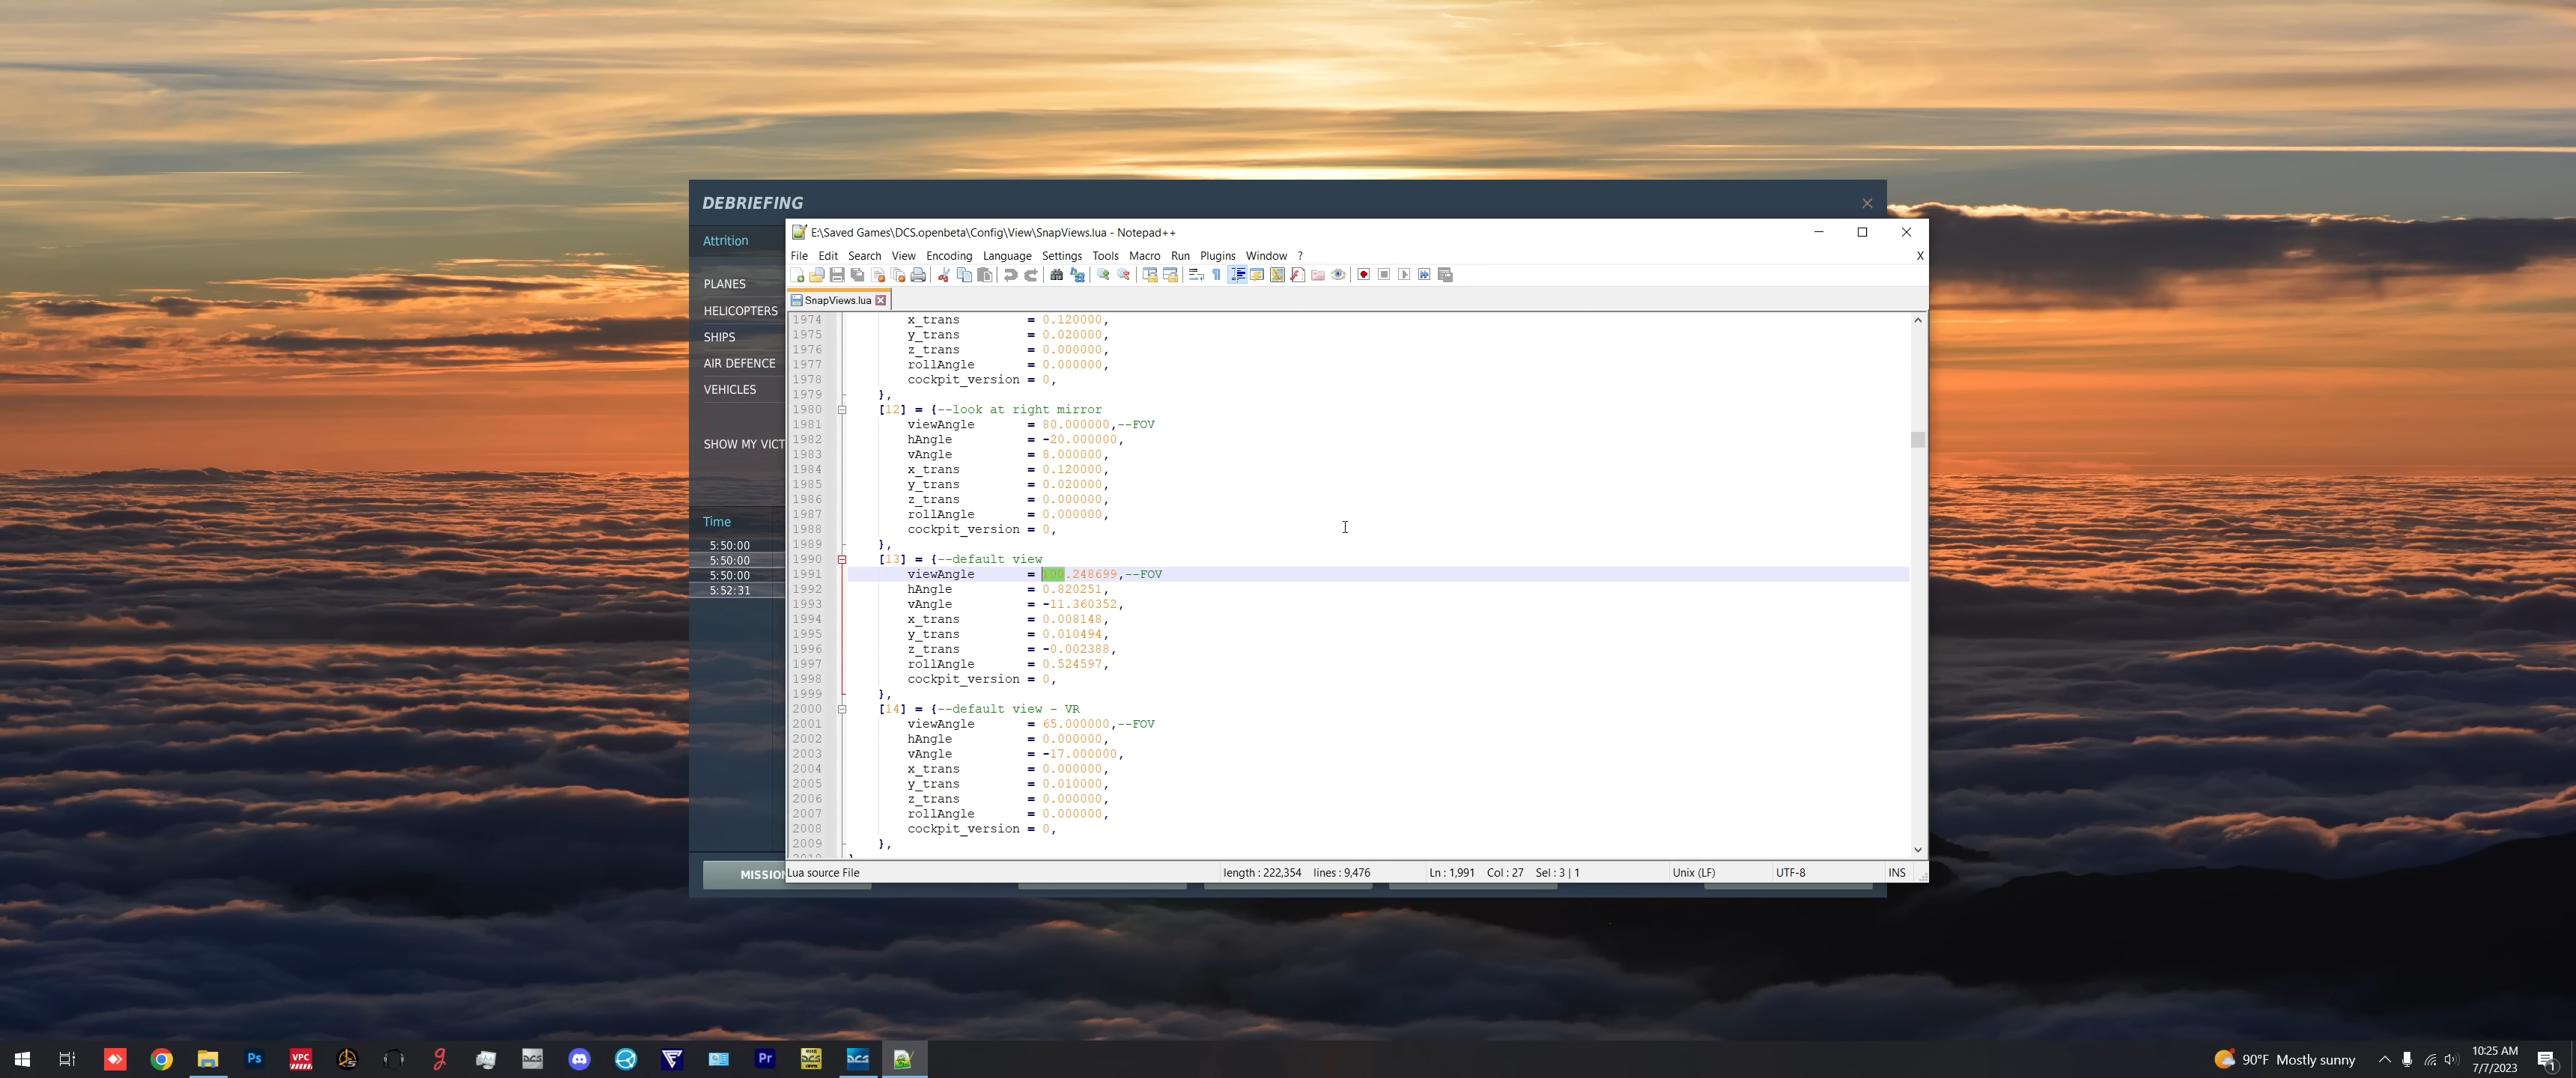 DEBRIEFING
Attrition
PLANES
HELICOPTERS
SHIPS
AIR DEFENCE
VEHICLES
SHOW MY VICT
Time
5:50:00
5:50:00
5:50:00
5:52:31
MISSIO
E:\Saved Games\DCS.openbeta\Config\View\SnapViews.lua - Notepad++
File Edit Search View Encoding Language Settings Tools Macro Run Plugins Window ? X
SnapViews.lua
1974 x_trans = 0.120000,
1975 y_trans = 0.020000,
1976 z_trans = 0.000000,
1977 rollAngle = 0.000000,
1978 cockpit_version = 0,
1979 },
1980 [12] = {--look at right mirror
1981 viewAngle = 80.000000,--FOV
1982 hAngle = -20.000000,
1983 vAngle = 8.000000,
1984 x_trans = 0.120000,
1985 y_trans = 0.020000,
1986 z_trans = 0.000000,
1987 rollAngle = 0.000000,
1988 cockpit_version = 0,
1989 },
1990 [13] = {--default view
1991 viewAngle = 100.248699,--FOV
1992 hAngle = 0.820251,
1993 vAngle = -11.360352,
1994 x_trans = 0.008148,
1995 y_trans = 0.010494,
1996 z_trans = -0.002388,
1997 rollAngle = 0.524597,
1998 cockpit_version = 0,
1999 },
2000 [14] = {--default view - VR
2001 viewAngle = 65.000000,--FOV
2002 hAngle = 0.000000,
2003 vAngle = -17.000000,
2004 x_trans = 0.000000,
2005 y_trans = 0.010000,
2006 z_trans = 0.000000,
2007 rollAngle = 0.000000,
2008 cockpit_version = 0,
2009 },
Lua source File length : 222,354 lines : 9,476 Ln : 1,991 Col : 27 Sel : 3 | 1 Unix (LF) UTF-8 INS
Ps VPC DCS Pr DCS
90°F Mostly sunny
10:25 AM
7/7/2023
1